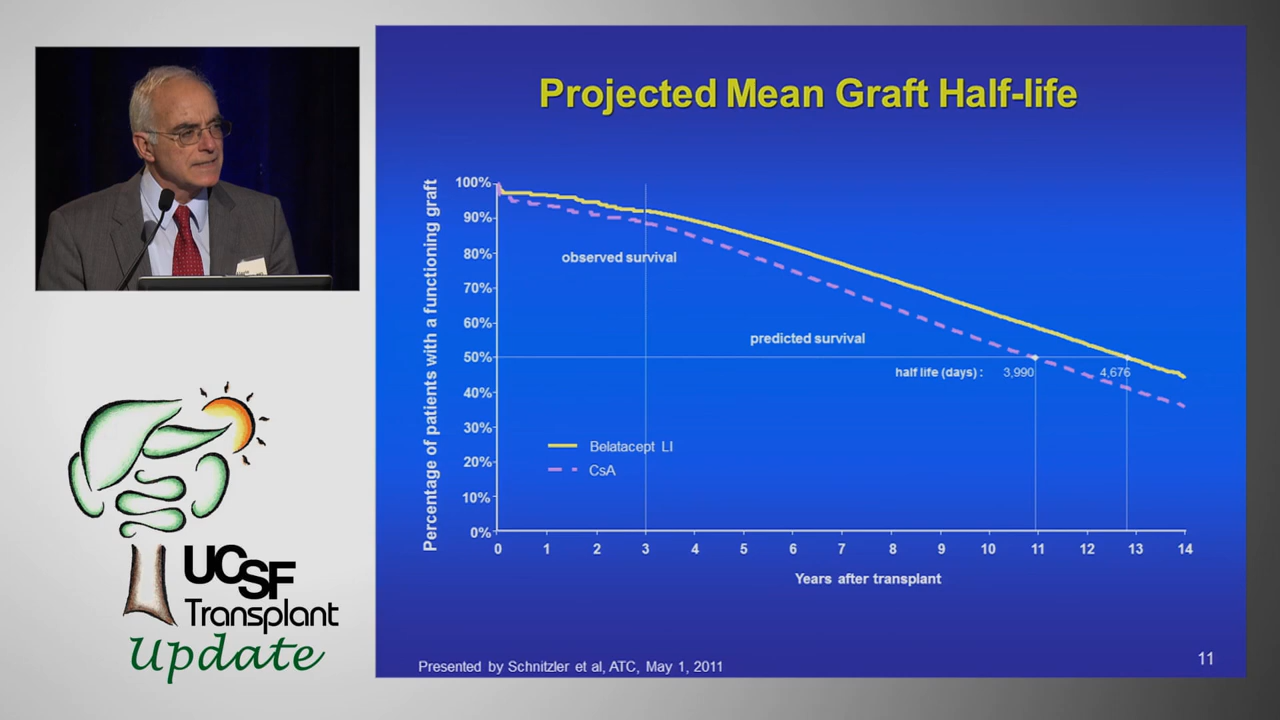 Projected Mean Graft Half-life
Percentage of patients with a functioning graft
100%
90%
80%
70%
60%
50%
40%
30%
20%
10%
0%
observed survival
predicted survival
half life (days) :
3,990
4,676
Belatacept LI
CsA
0 1 2 3 4 5 6 7 8 9 10 11 12 13 14
Years after transplant
Presented by Schnitzler et al, ATC, May 1, 2011
11
UCSF
Transplant
Update